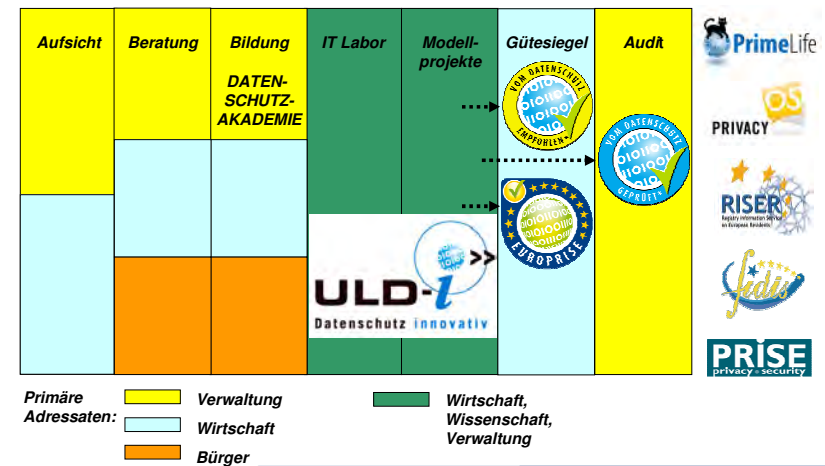 Aufsicht
Beratung
Bildung
DATEN-
SCHUTZ-
AKADEMIE
IT Labor
Modell-
projekte
Gütesiegel
Audit
VOM DATENSCHUTZ
EMPFOHLEN
VOM DATENSCHUTZ
GEPRÜFT
EUROPRISE
ULD-i
>>
Datenschutz innovativ
PrimeLife
PRIVACY OS
RISER
Registry Information Service
on European Residents
fidis
PRISE
privacy - security
Primäre
Adressaten:
Verwaltung
Wirtschaft
Bürger
Wirtschaft,
Wissenschaft,
Verwaltung